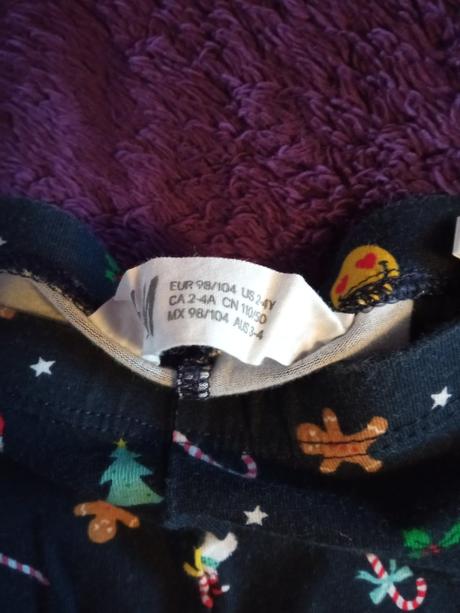 EUR 98/104 US 2-4Y
CA 2-4A CN 110/50
MX 98/104 AUS 3-4